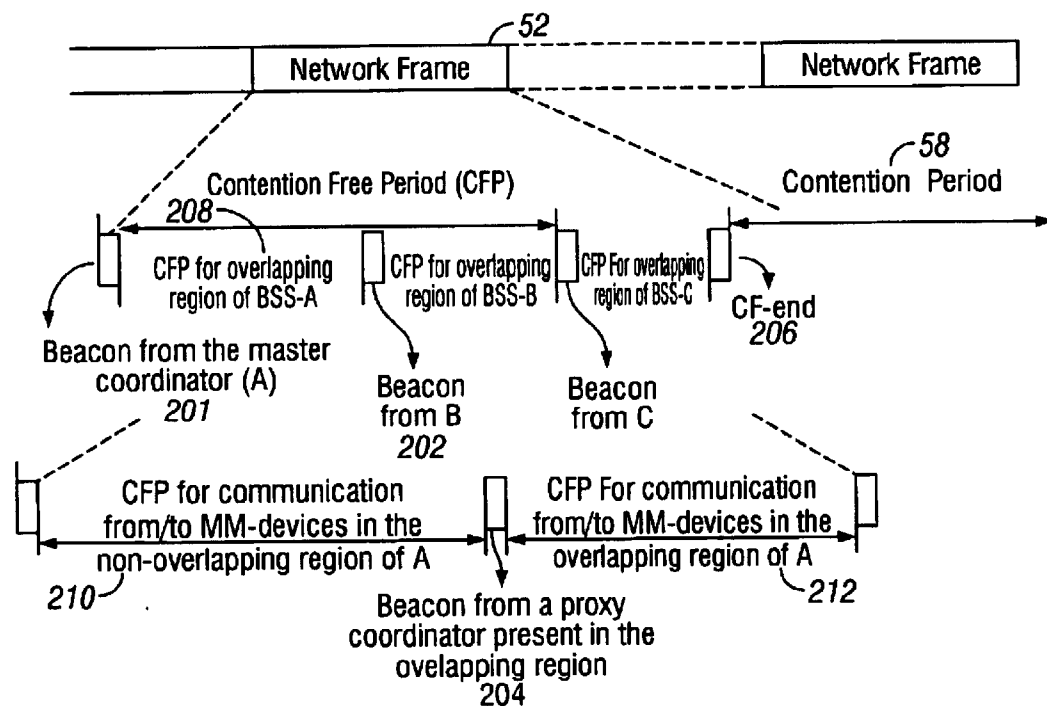 52
Network Frame
Network Frame
58
Contention Free Period (CFP)
Contention Period
208
CFP for overlapping
region of BSS-A
CFP for overlapping
region of BSS-B
CFP For overlapping
region of BSS-C
CF-end
206
Beacon from the master
coordinator (A)
201
Beacon
from B
202
Beacon
from C
CFP for communication
from/to MM-devices in the
non-overlapping region of A
210
CFP For communication
from/to MM-devices in the
overlapping region of A
212
Beacon from a proxy
coordinator present in the
ovelapping region
204